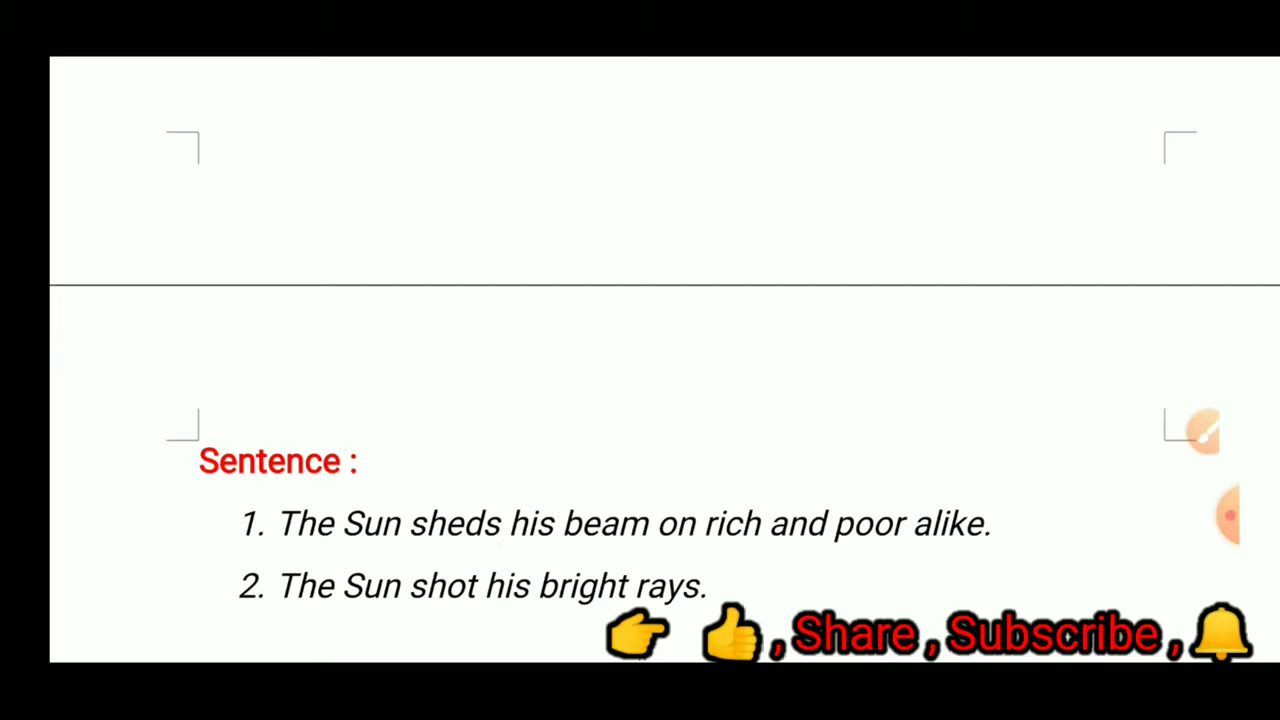 Sentence :
1. The Sun sheds his beam on rich and poor alike.
2. The Sun shot his bright rays.
👉 👍, Share, Subscribe, 🔔